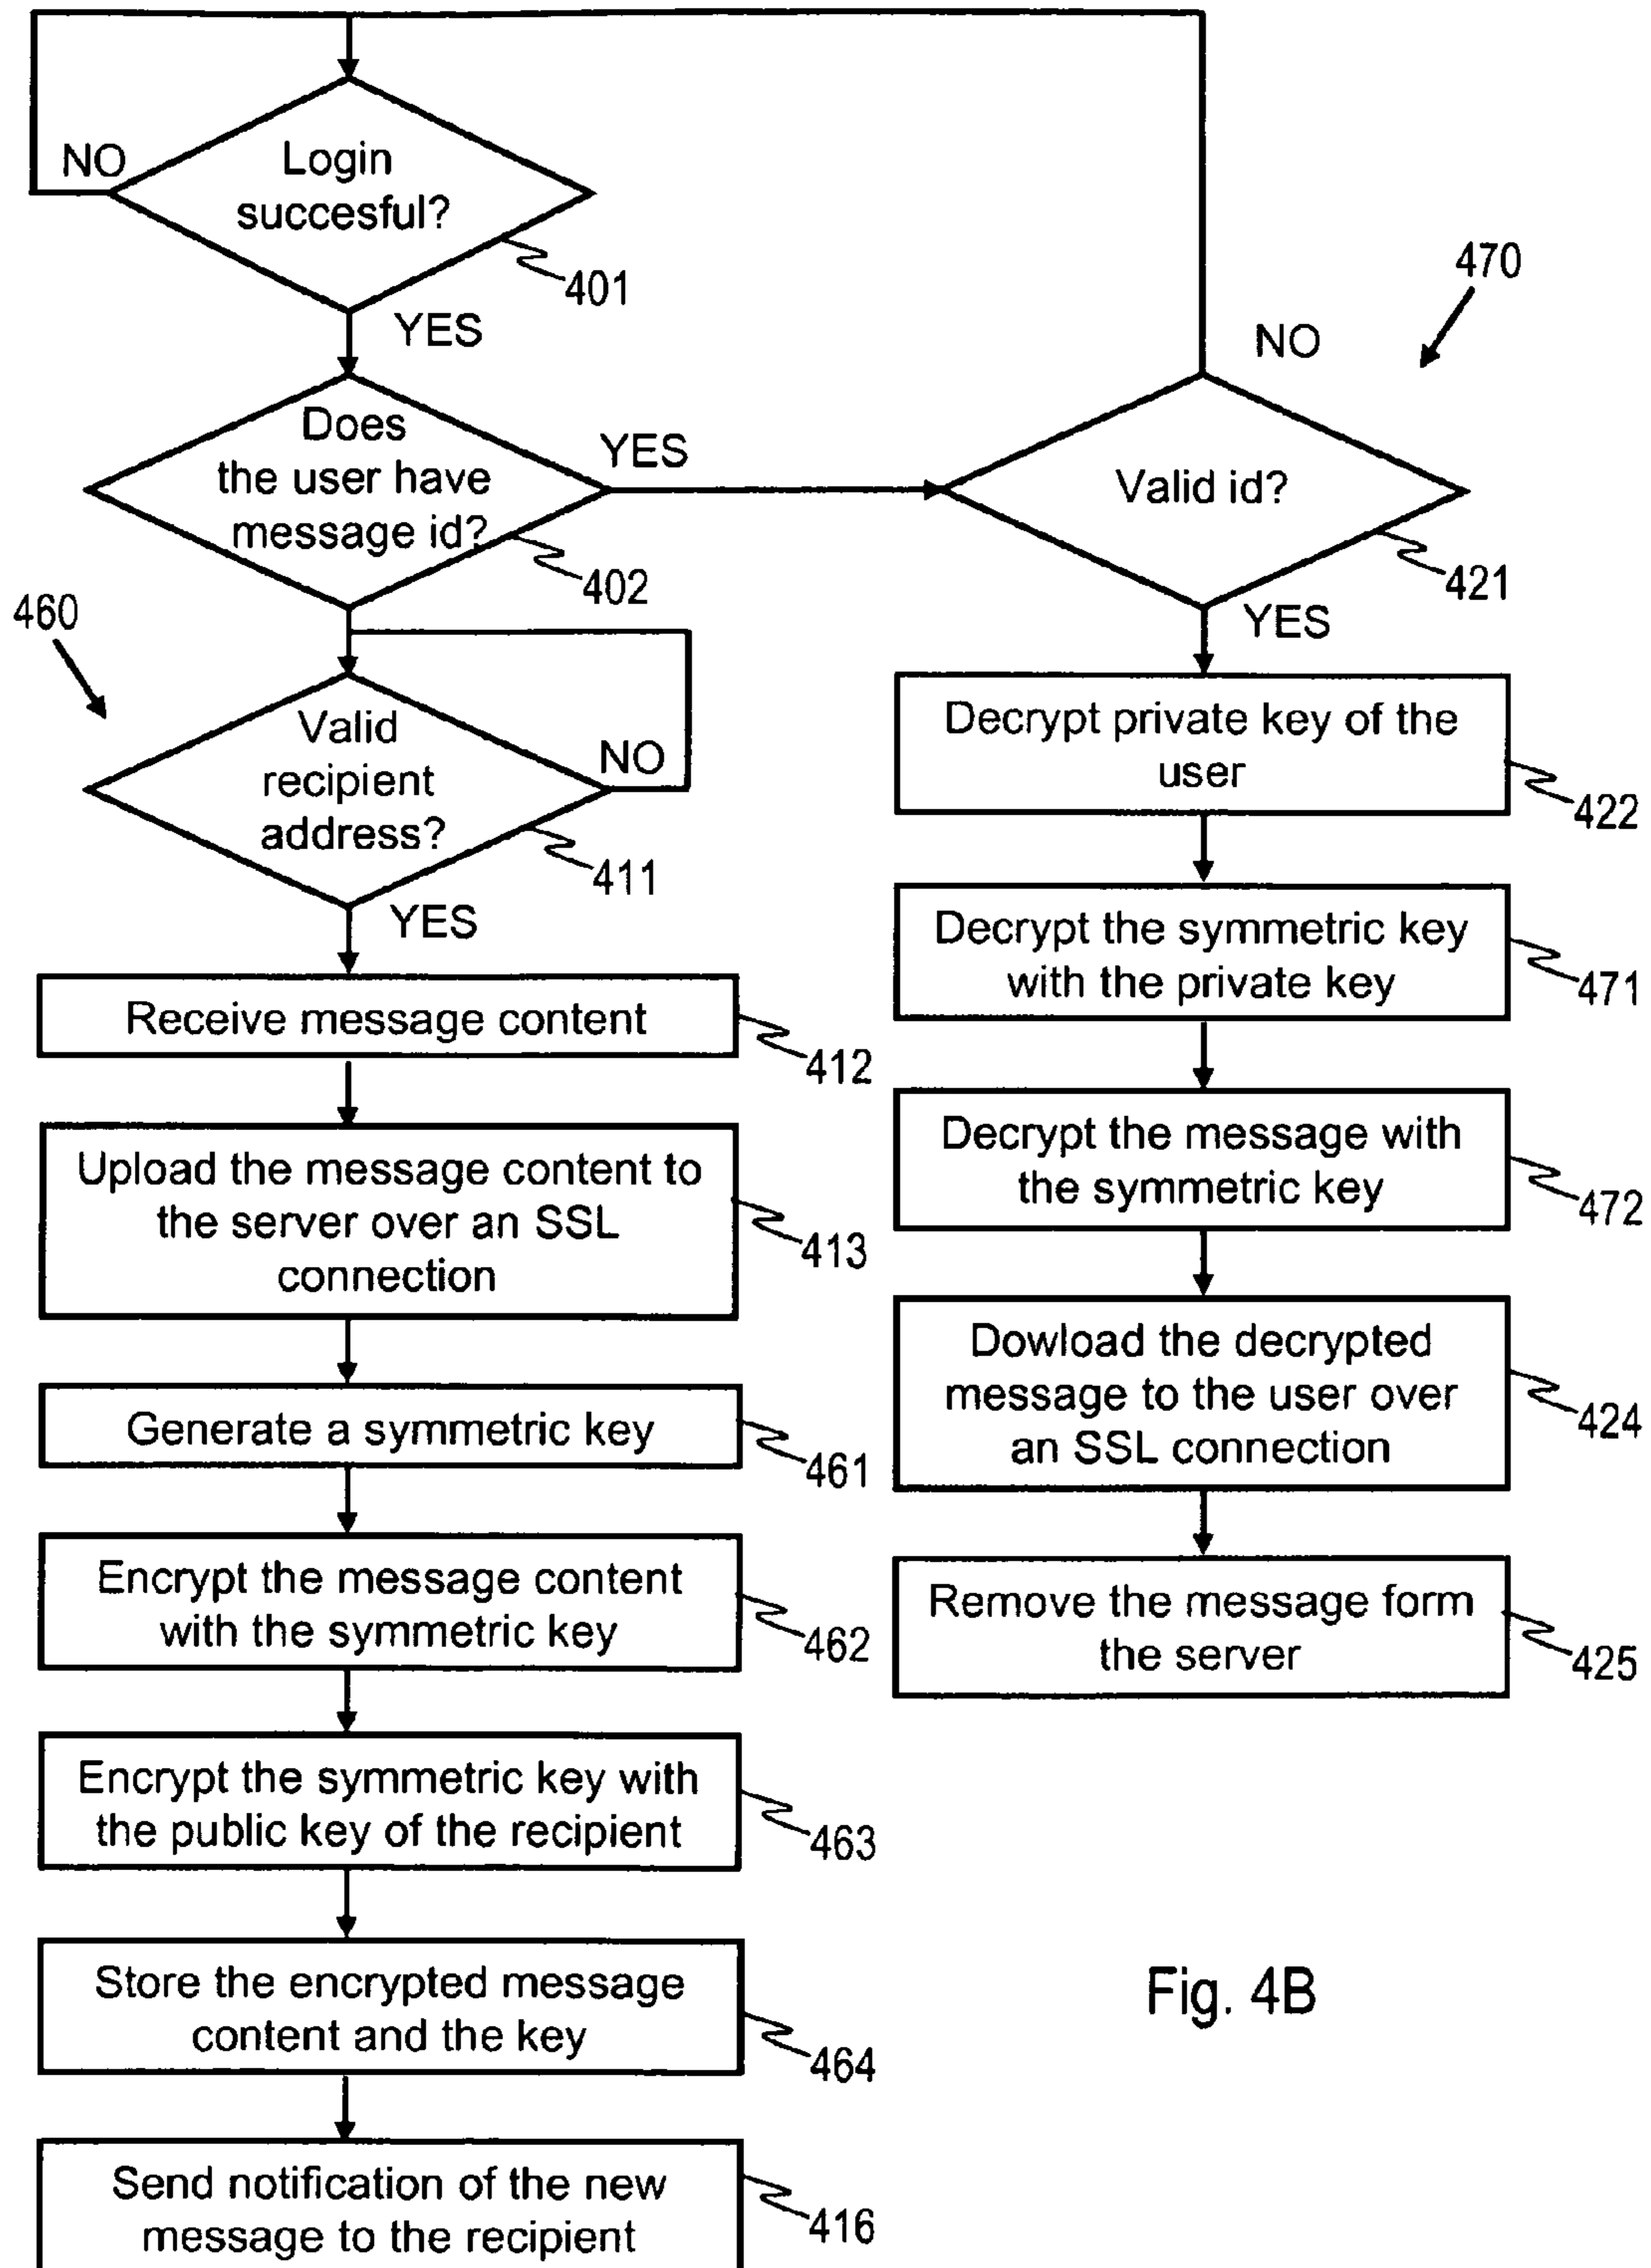 NO
Login
succesful?
401
YES
Does
the user have
message id?
402
YES
460
Valid
recipient
address?
NO
411
YES
Receive message content
412
Upload the message content to
the server over an SSL
connection
413
Generate a symmetric key
461
Encrypt the message content
with the symmetric key
462
Encrypt the symmetric key with
the public key of the recipient
463
Store the encrypted message
content and the key
464
Send notification of the new
message to the recipient
416
470
NO
Valid id?
421
YES
Decrypt private key of the
user
422
Decrypt the symmetric key
with the private key
471
Decrypt the message with
the symmetric key
472
Dowload the decrypted
message to the user over
an SSL connection
424
Remove the message form
the server
425
Fig. 4B